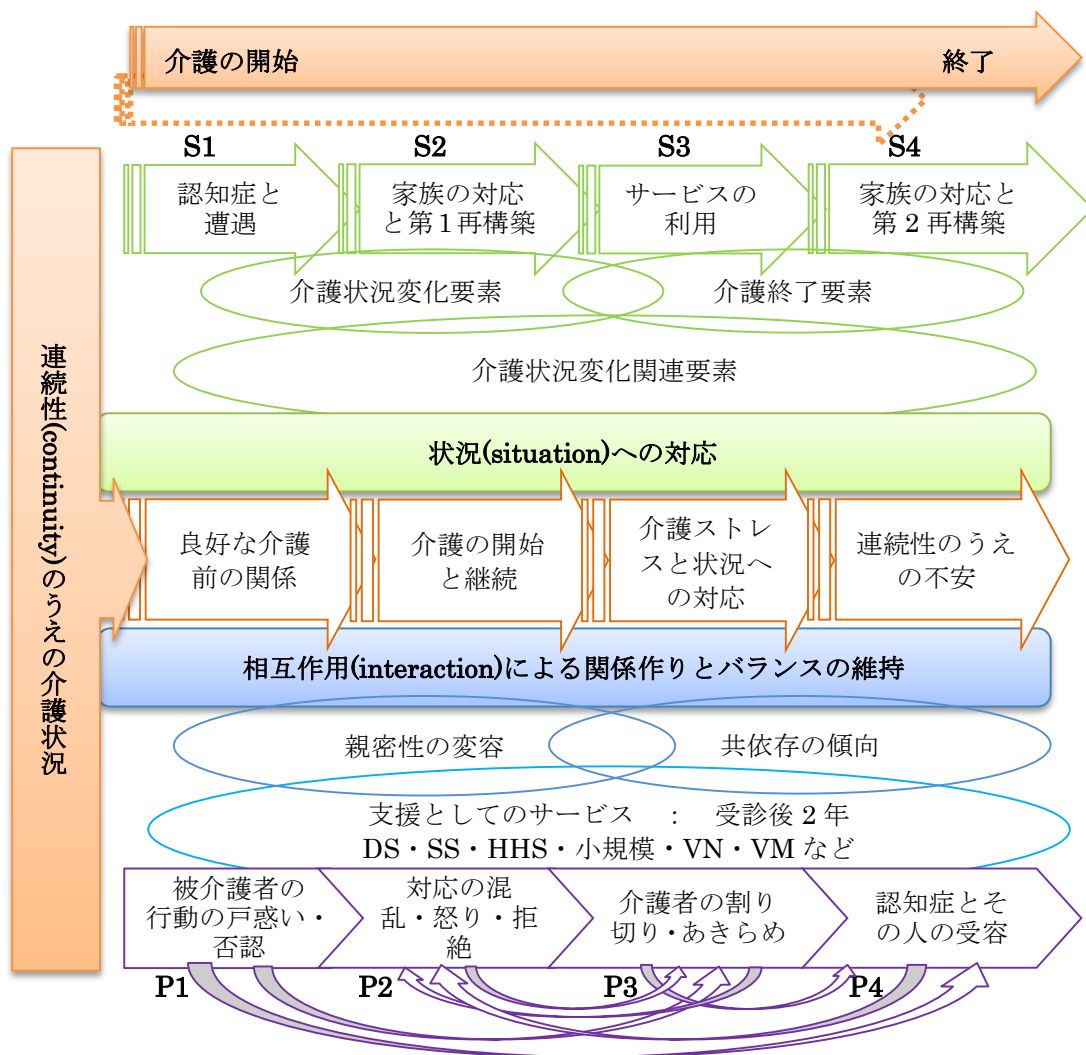 介護の開始
終了
S1
S2
S3
S4
認知症と
遭遇
家族の対応
と第1再構築
サービスの
利用
家族の対応と
第2再構築
介護状況変化要素
介護終了要素
介護状況変化関連要素
連続性(continuity)のうえの介護状況
状況(situation)への対応
良好な介護
前の関係
介護の開始
と継続
介護ストレ
スと状況へ
の対応
連続性のうえ
の不安
相互作用(interaction)による関係作りとバランスの維持
親密性の変容
共依存の傾向
支援としてのサービス ： 受診後 2 年
DS・SS・HHS・小規模・VN・VM など
被介護者の
行動の戸惑い・
否認
対応の混
乱・怒り・拒
絶
介護者の割り
切り・あきらめ
認知症とそ
の人の受容
P1
P2
P3
P4